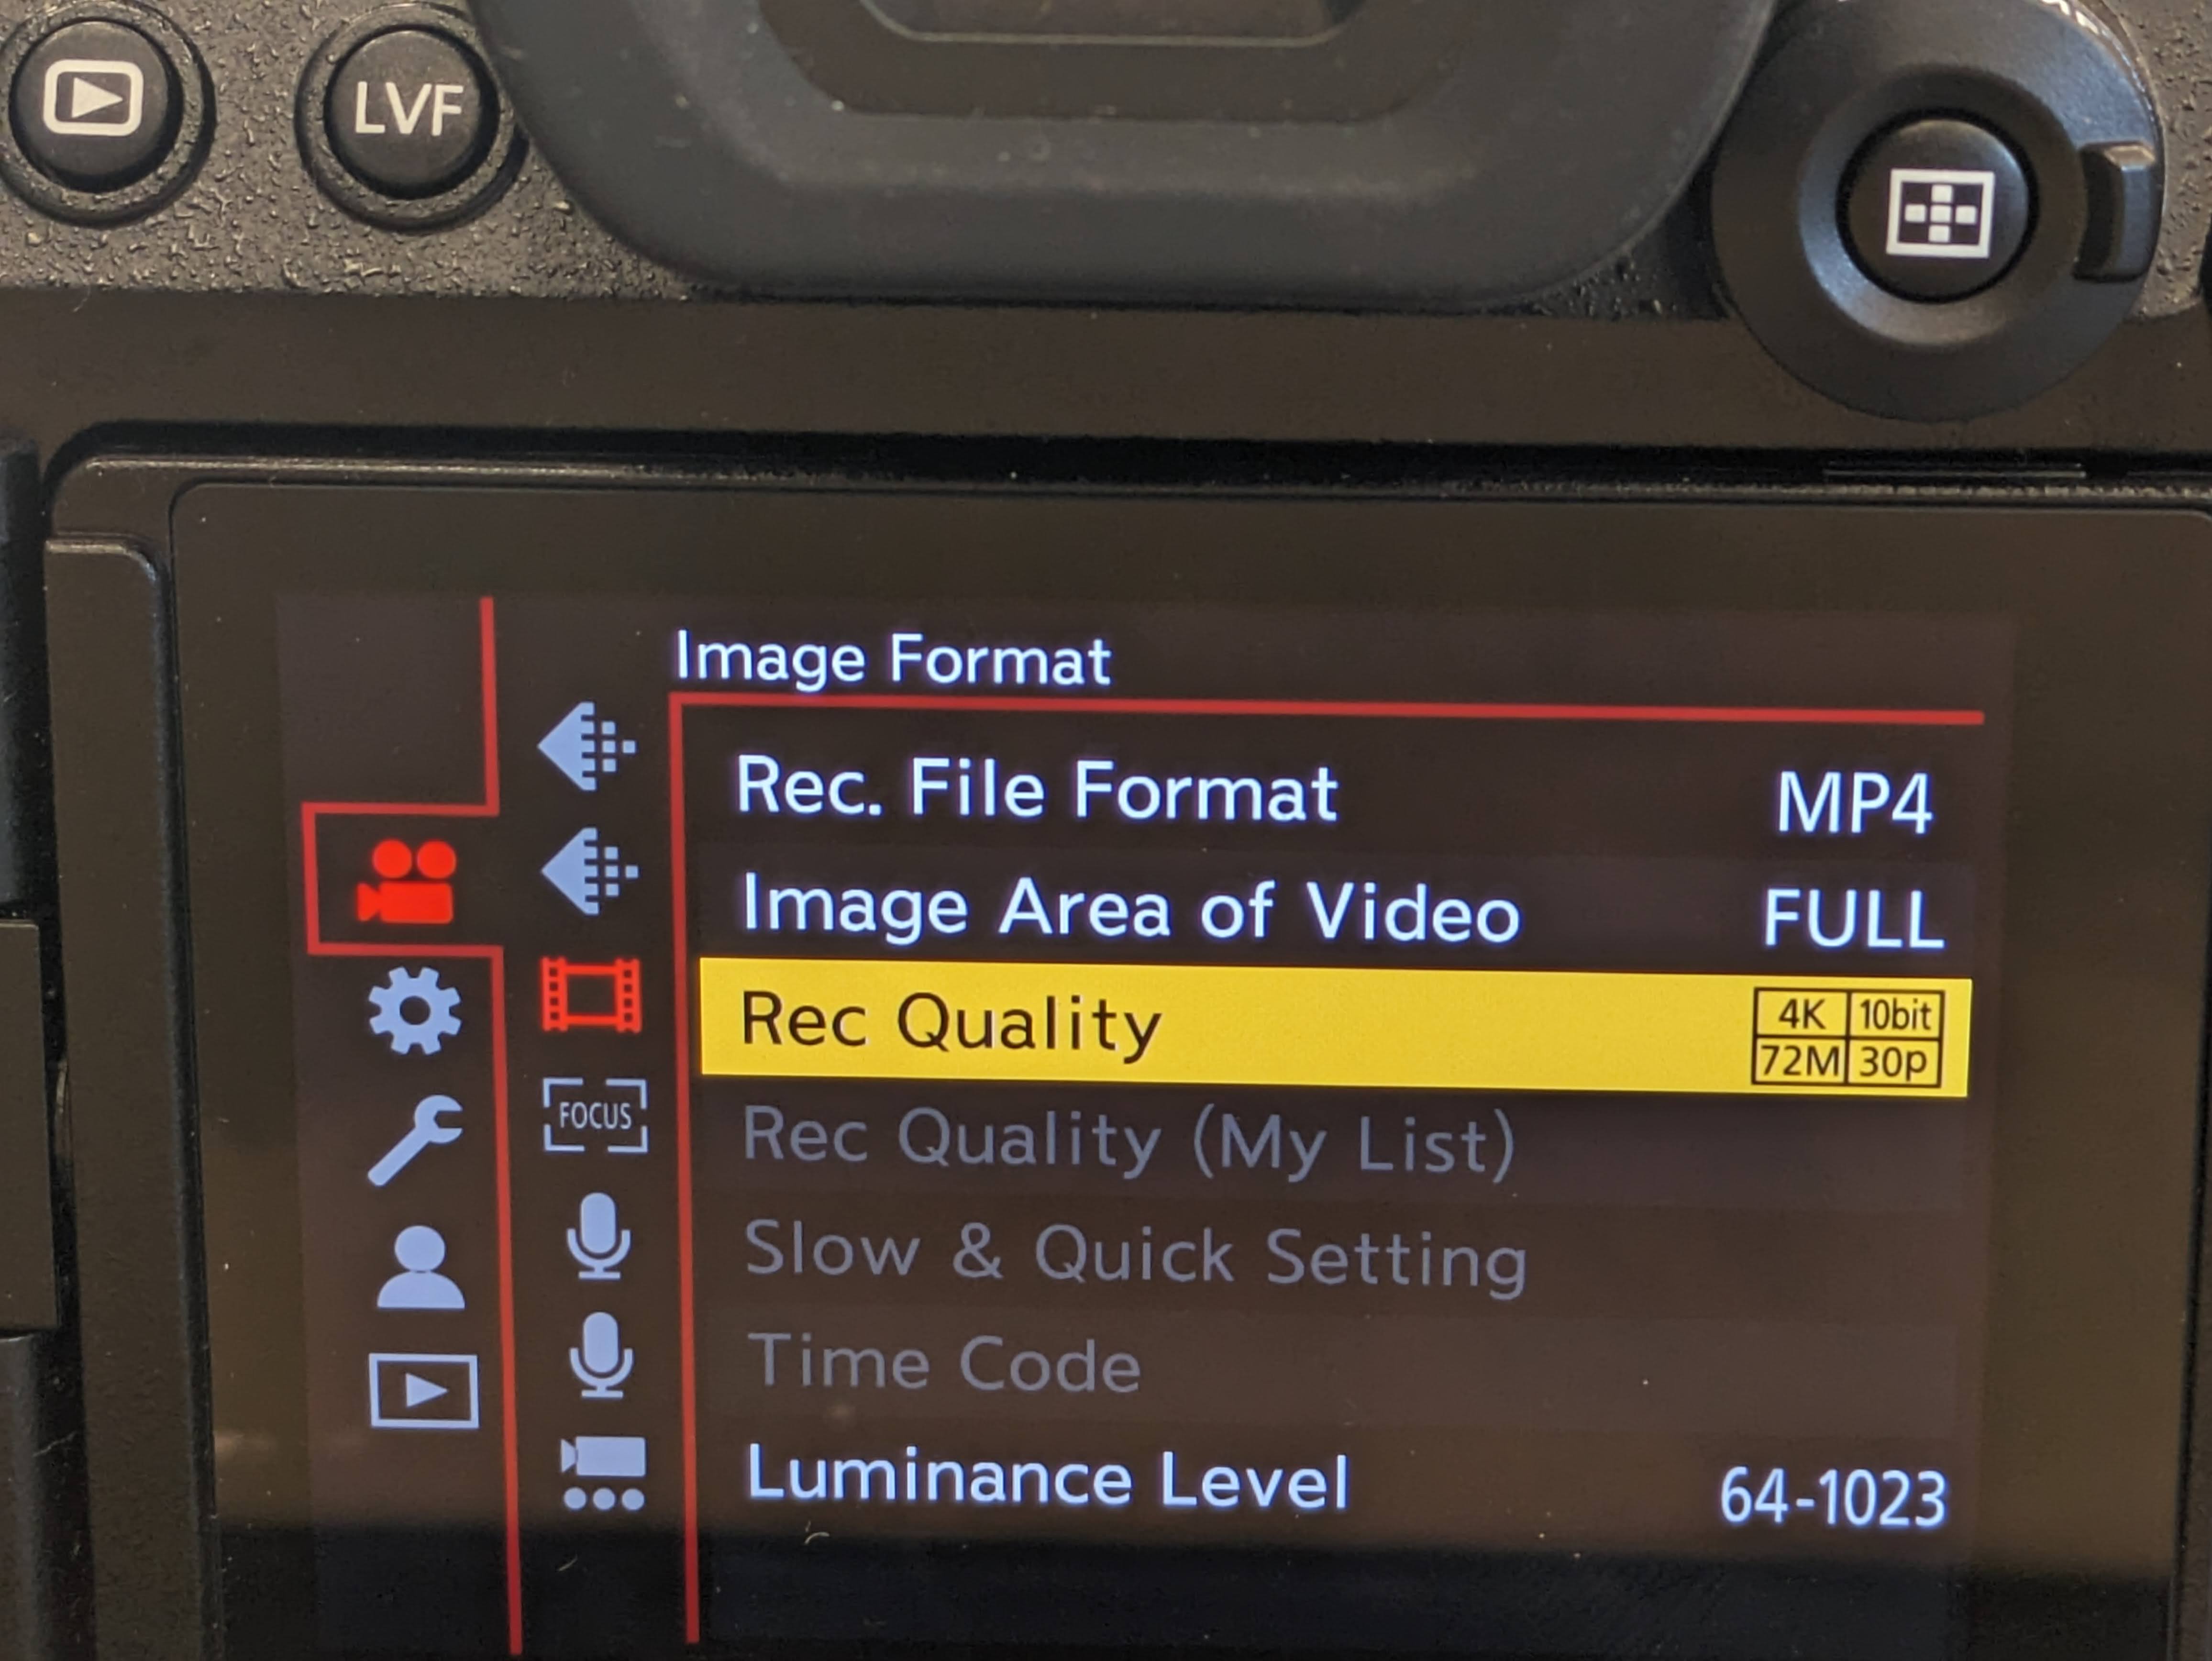 LVF
Image Format
Rec. File Format MP4
Image Area of Video FULL
Rec Quality 4K 10bit
72M 30p
Rec Quality (My List)
FOCUS
Slow & Quick Setting
Time Code
Luminance Level 64-1023